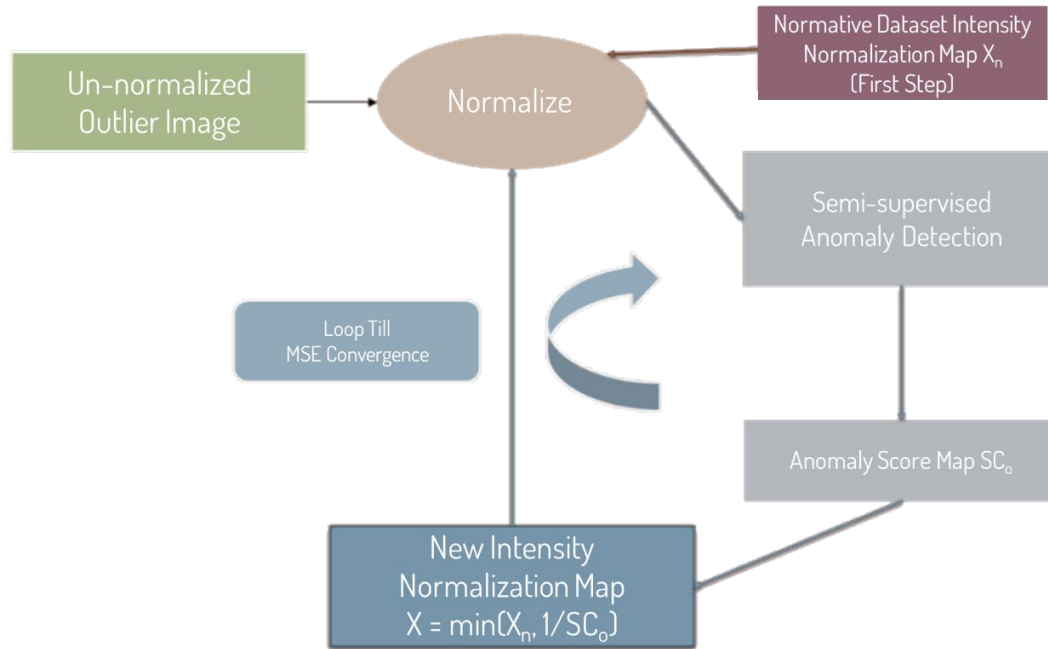 Un-normalized
Outlier Image
Normalize
Normative Dataset Intensity
Normalization Map Xₙ
(First Step)
Semi-supervised
Anomaly Detection
Loop Till
MSE Convergence
Anomaly Score Map SCₒ
New Intensity
Normalization Map
X = min(Xₙ, 1/SCₒ)